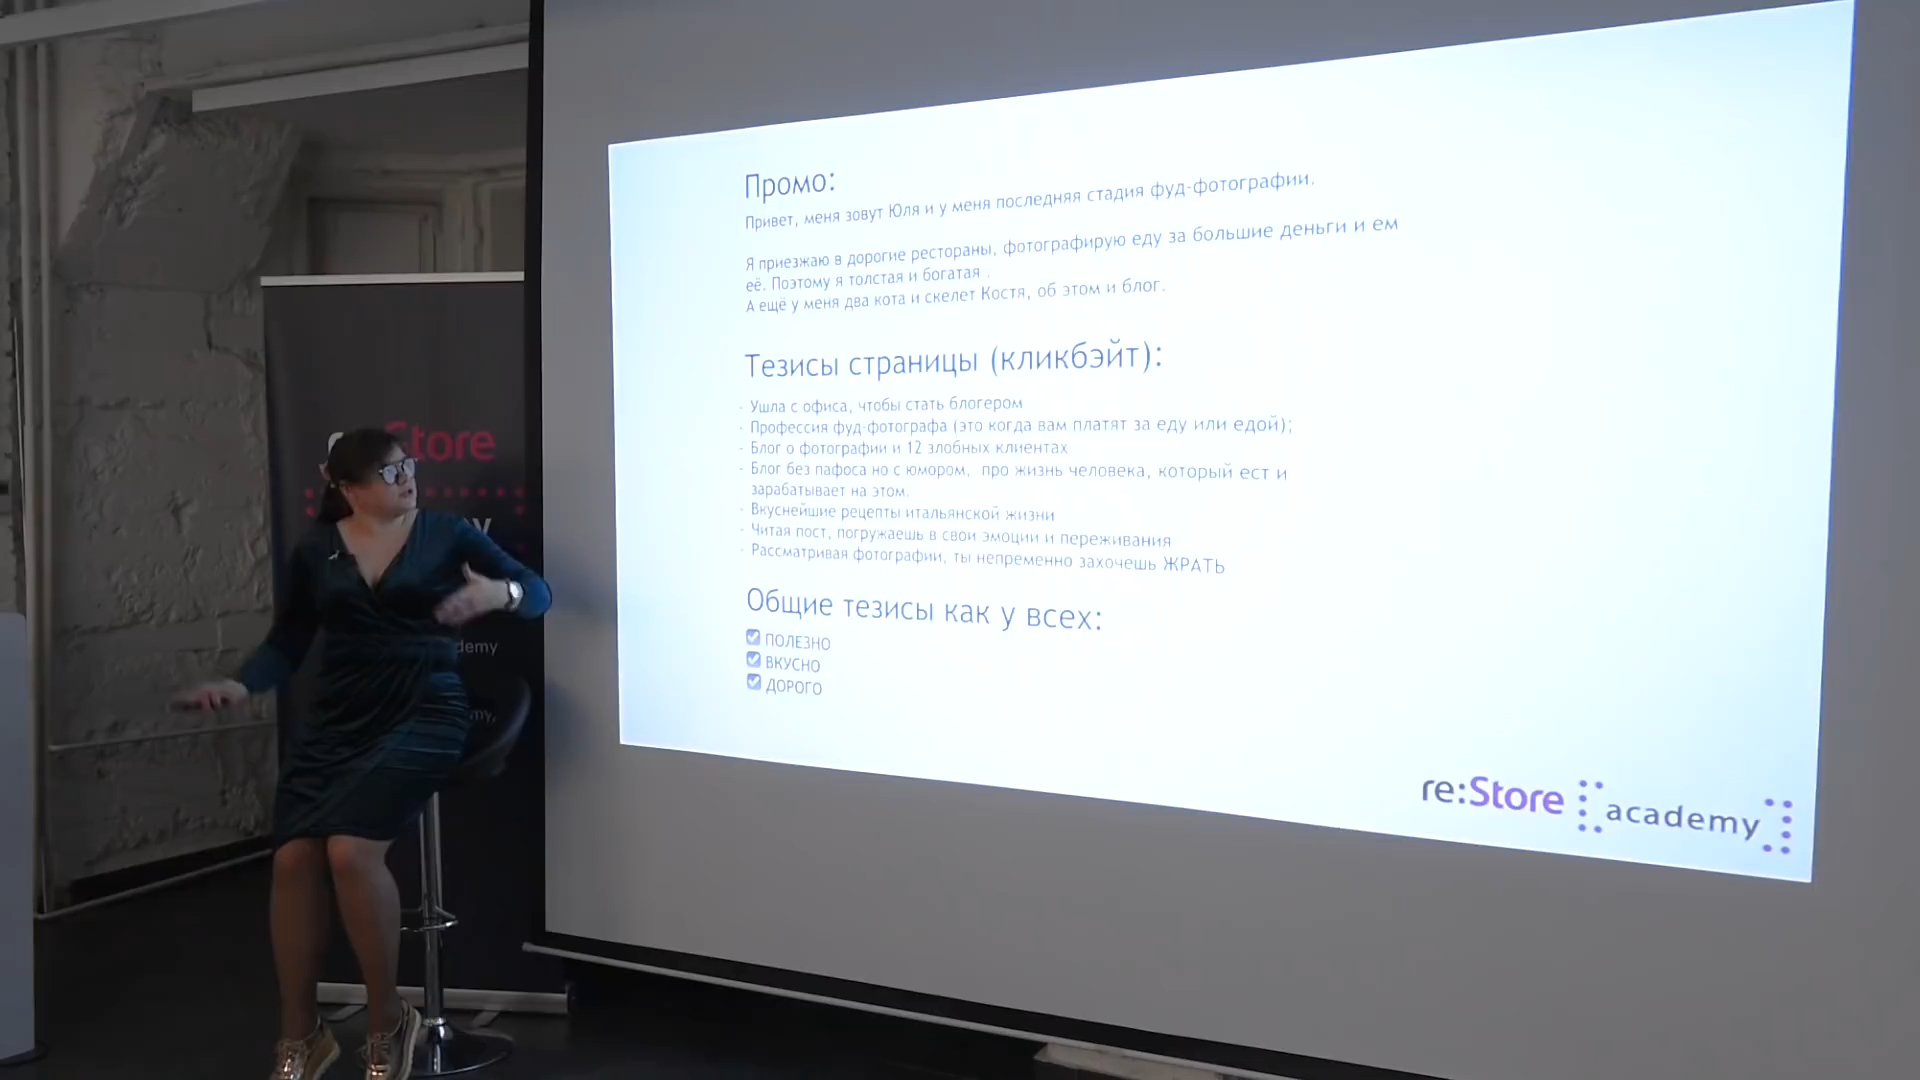 Промо:
Привет, меня зовут Юля и у меня последняя стадия фуд-фотографии.
Я приезжаю в дорогие рестораны, фотографирую еду за большие деньги и ем
её. Поэтому я толстая и богатая .
А ещё у меня два кота и скелет Костя, об этом и блог.
Тезисы страницы (кликбэйт):
- Ушла с офиса, чтобы стать блогером
- Профессия фуд-фотографа (это когда вам платят за еду или едой);
- Блог о фотографии и 12 злобных клиентах
- Блог без пафоса но с юмором, про жизнь человека, который ест и
зарабатывает на этом.
- Вкуснейшие рецепты итальянской жизни
- Читая пост, погружаешь в свои эмоции и переживания
- Рассматривая фотографии, ты непременно захочешь ЖРАТЬ
Общие тезисы как у всех:
☑ ПОЛЕЗНО
☑ ВКУСНО
☑ ДОРОГО
re:Store academy
Store
demy
my,